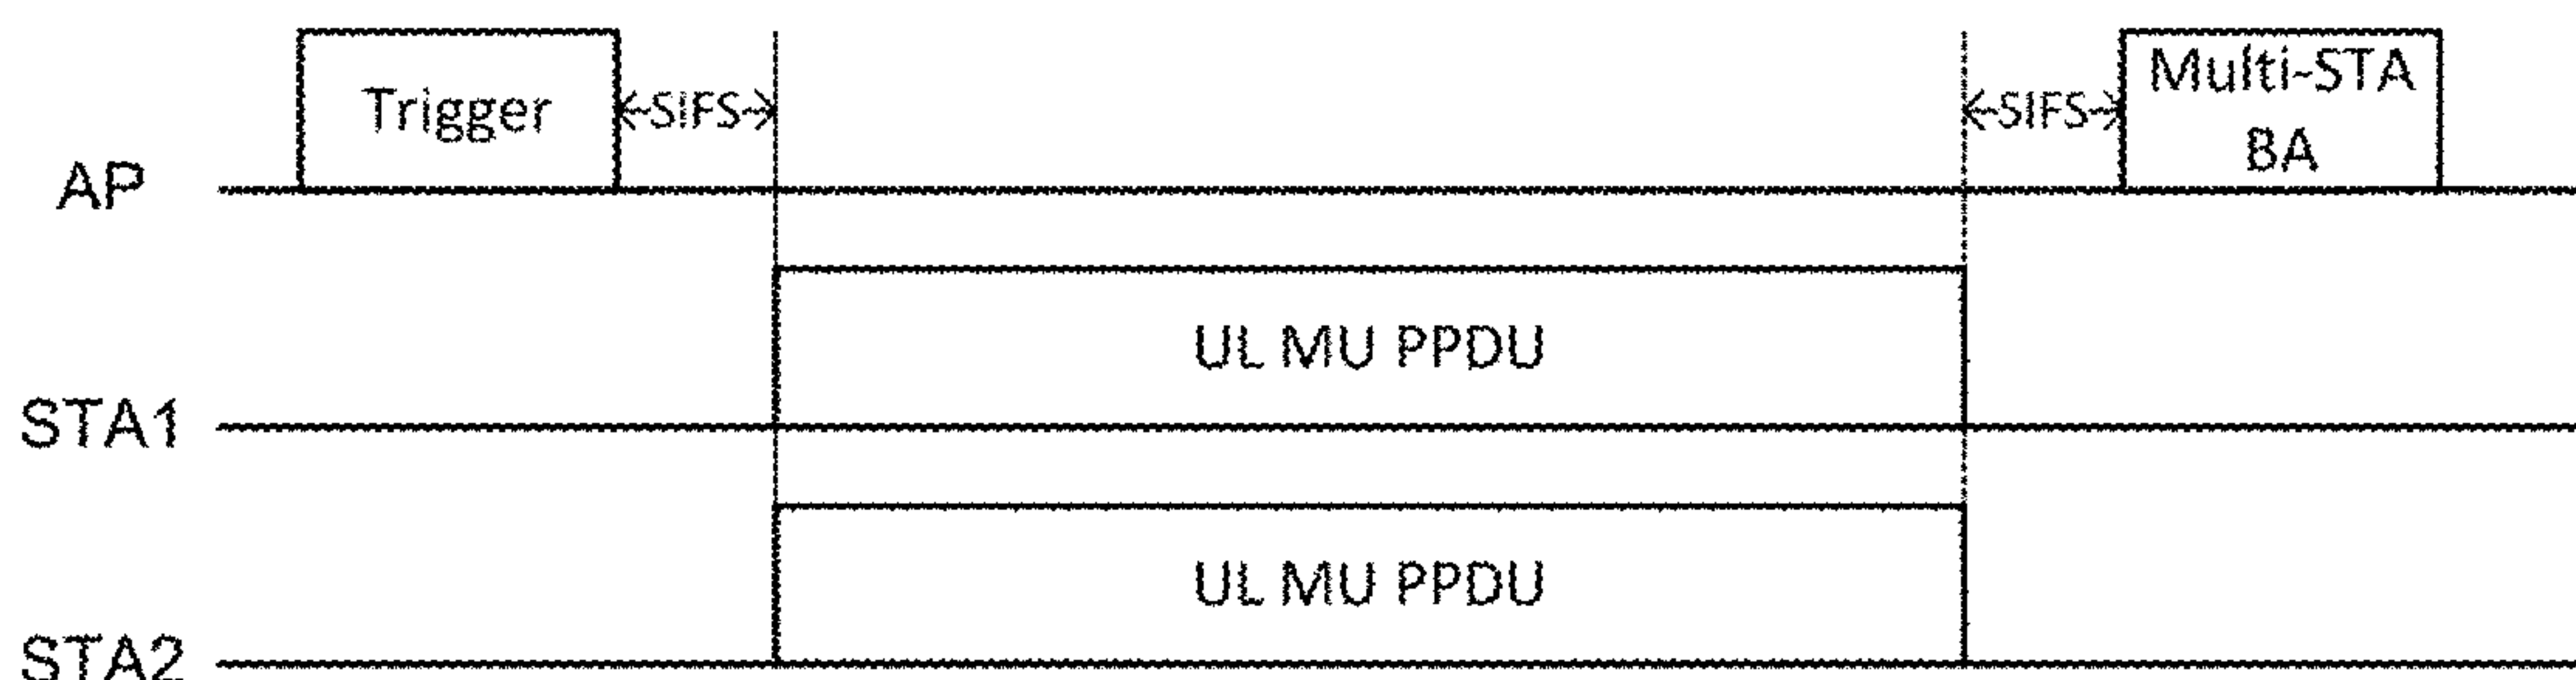 Trigger
SIFS
SIFS
Multi-STA
BA
AP
UL MU PPDU
STA1
UL MU PPDU
STA2